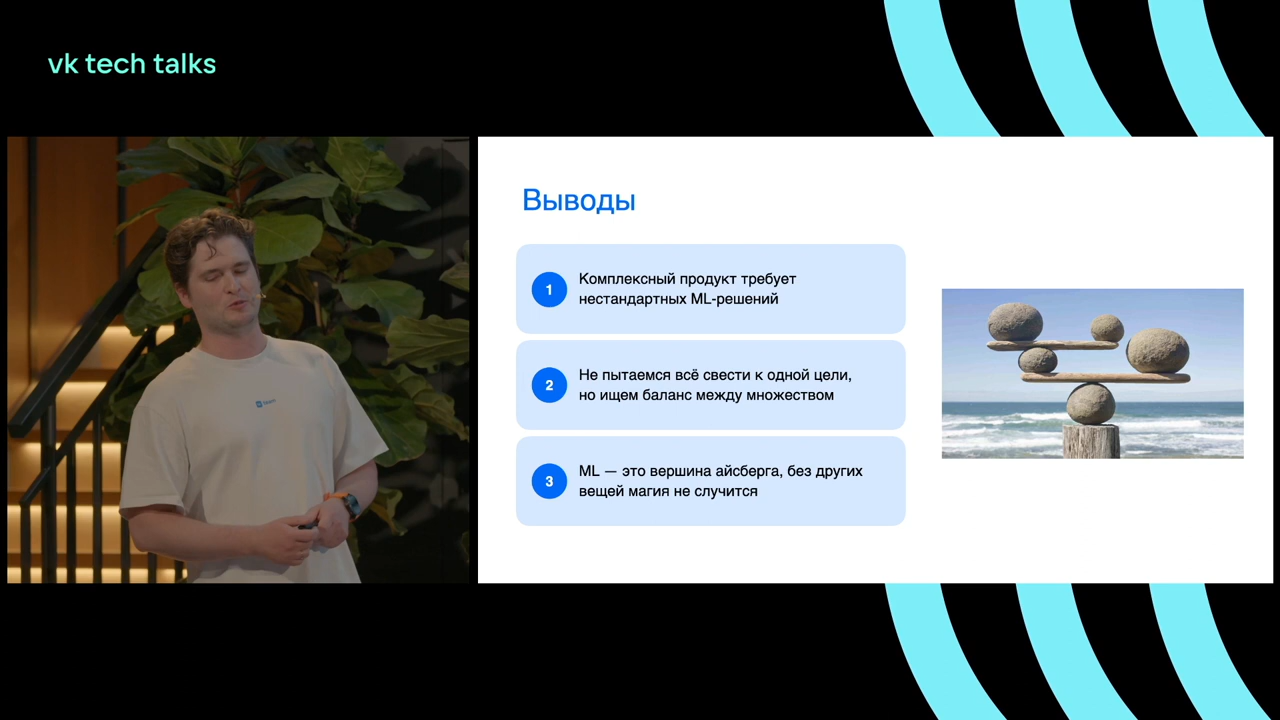 vk tech talks
Выводы
1
Комплексный продукт требует
нестандартных ML-решений
2
Не пытаемся всё свести к одной цели,
но ищем баланс между множеством
3
ML — это вершина айсберга, без других
вещей магия не случится